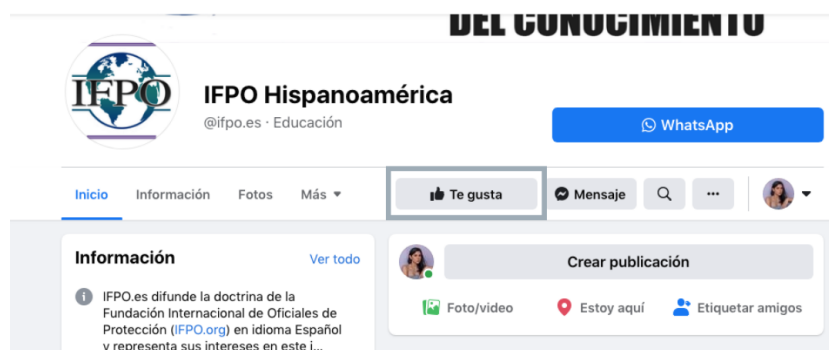 DEL CONOCIMIENTO
IFPO
IFPO Hispanoamérica
@ifpo.es · Educación
WhatsApp
Inicio Información Fotos Más
Te gusta Mensaje ...
Información Ver todo
IFPO.es difunde la doctrina de la
Fundación Internacional de Oficiales de
Protección (IFPO.org) en idioma Español
y representa sus intereses en este i...
Crear publicación
Foto/video Estoy aquí Etiquetar amigos